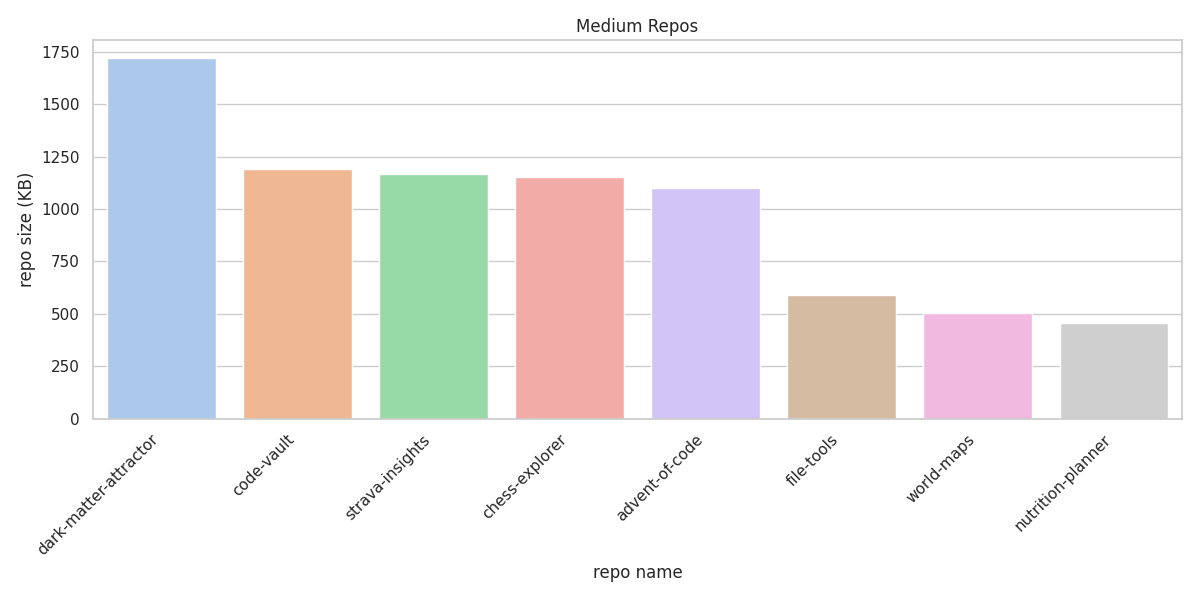 Medium Repos
1750
1500
1250
1000
750
500
250
0
repo size (KB)
dark-matter-attractor
code-vault
strava-insights
chess-explorer
advent-of-code
file-tools
world-maps
nutrition-planner
repo name